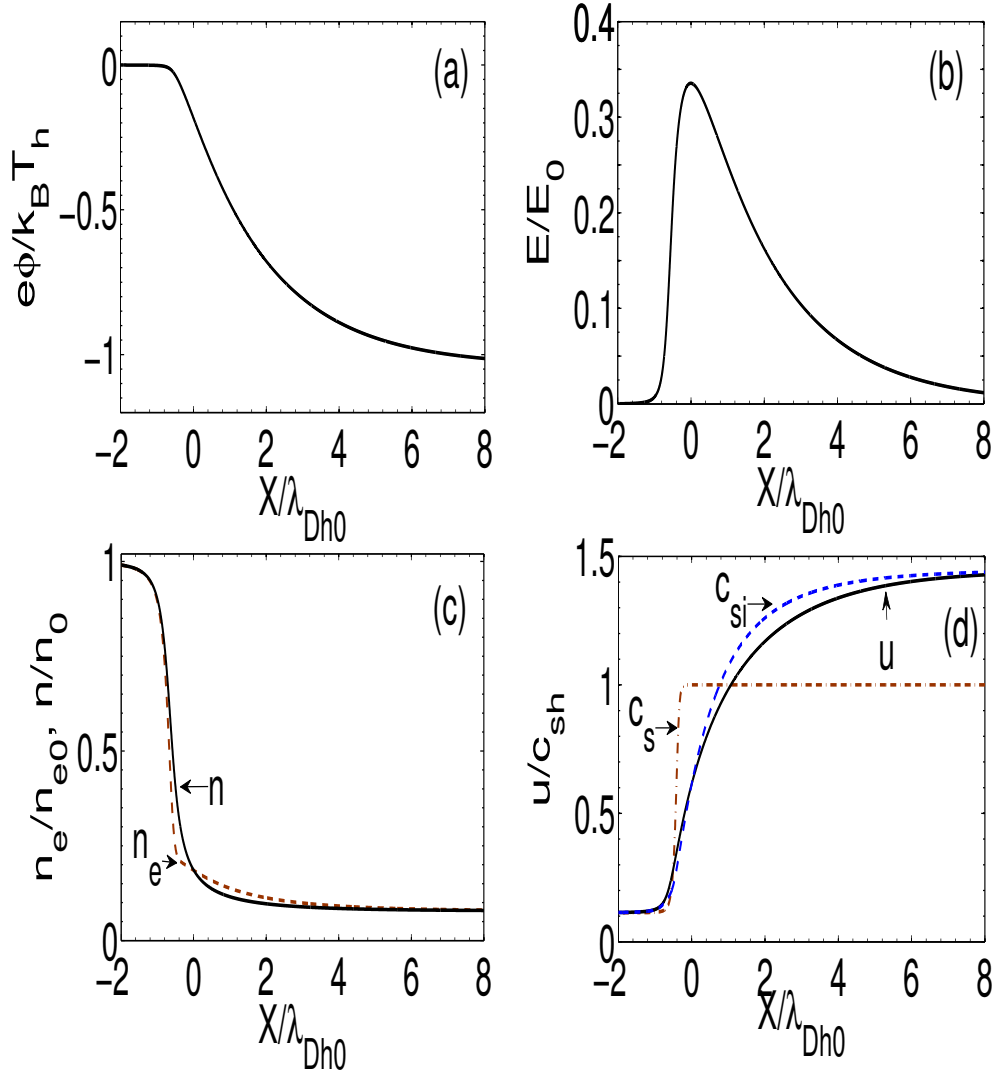 (a)
0
−0.5
−1
eϕ/k_B T_h
−2 0 2 4 6 8
X/λ_Dh0
(b)
0.4
0.3
0.2
0.1
0
E/E_0
−2 0 2 4 6 8
X/λ_Dh0
(c)
1
0.5
0
n_e/n_e0, n/n_0
n
n_e
−2 0 2 4 6 8
X/λ_Dh0
(d)
1.5
1
0.5
0
u/c_sh
c_si
u
c_s
−2 0 2 4 6 8
X/λ_Dh0